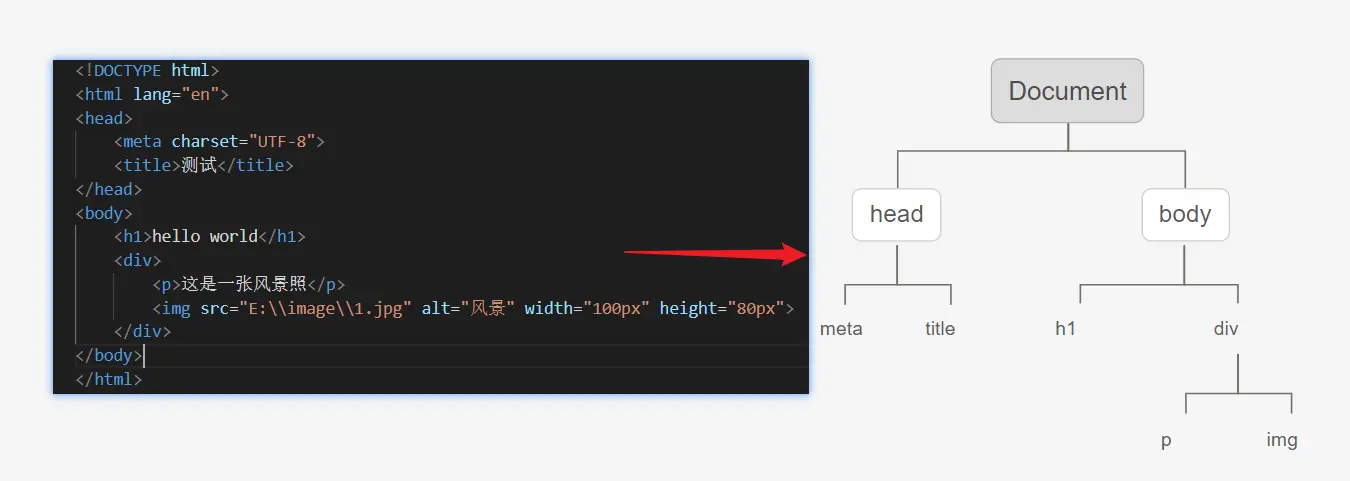 <!DOCTYPE html>
<html lang="en">
<head>
    <meta charset="UTF-8">
    <title>测试</title>
</head>
<body>
    <h1>hello world</h1>
    <div>
        <p>这是一张风景照</p>
        <img src="E:\\image\\1.jpg" alt="风景" width="100px" height="80px">
    </div>
</body>
</html>
Document
head body
meta title h1 div
p img